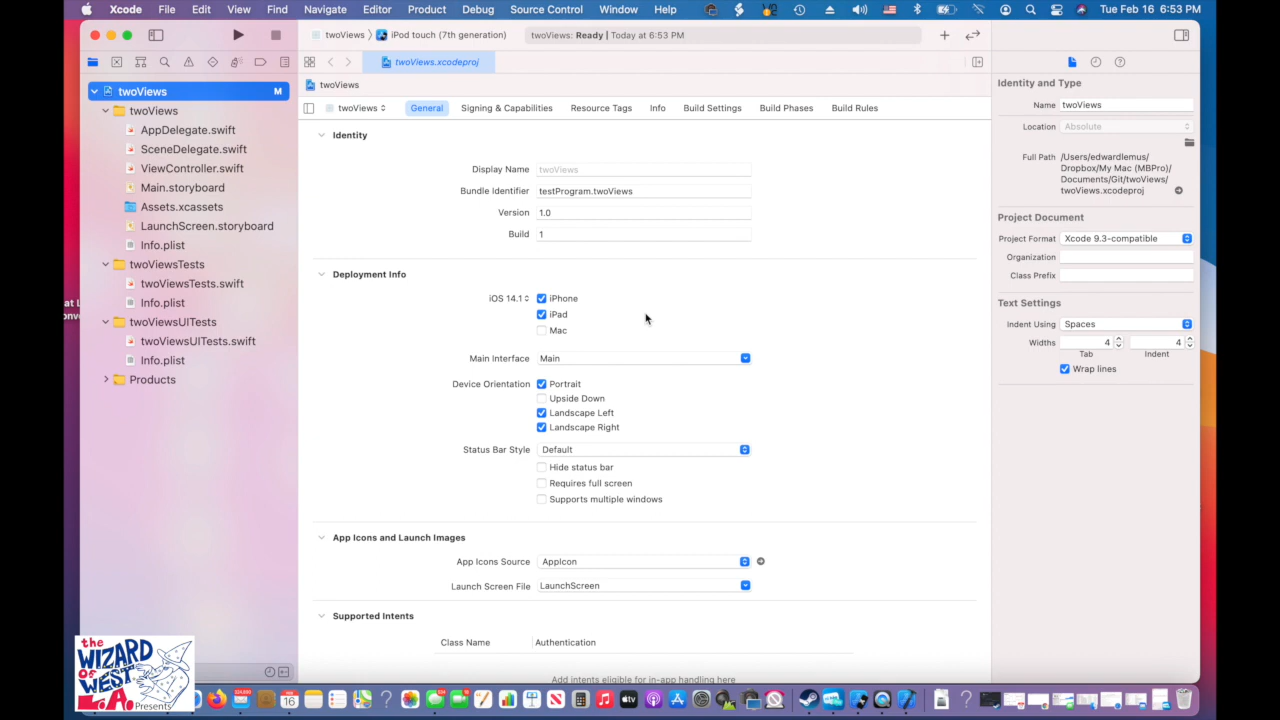 Xcode File Edit View Find Navigate Editor Product Debug Source Control Window Help Tue Feb 16 6:53 PM
twoViews iPod touch (7th generation) twoViews: Ready | Today at 6:53 PM
twoViews.xcodeproj
twoViews M
twoViews
AppDelegate.swift
SceneDelegate.swift
ViewController.swift
Main.storyboard
Assets.xcassets
LaunchScreen.storyboard
Info.plist
twoViewsTests
twoViewsTests.swift
Info.plist
twoViewsUITests
twoViewsUITests.swift
Info.plist
Products
twoViews
twoViews General Signing & Capabilities Resource Tags Info Build Settings Build Phases Build Rules
Identity
Display Name twoViews
Bundle Identifier testProgram.twoViews
Version 1.0
Build 1
Deployment Info
iOS 14.1 iPhone
iPad
Mac
Main Interface Main
Device Orientation Portrait
Upside Down
Landscape Left
Landscape Right
Status Bar Style Default
Hide status bar
Requires full screen
Supports multiple windows
App Icons and Launch Images
App Icons Source AppIcon
Launch Screen File LaunchScreen
Supported Intents
Class Name Authentication
Add intents eligible for in-app handling here
Identity and Type
Name twoViews
Location Absolute
Full Path /Users/edwardlemus/
Dropbox/My Mac (MBPro)/
Documents/Git/twoViews/
twoViews.xcodeproj
Project Document
Project Format Xcode 9.3-compatible
Organization
Class Prefix
Text Settings
Indent Using Spaces
Widths 4 4
Tab Indent
Wrap lines
the
WIZARD
of
WEST
L.A.
Presents